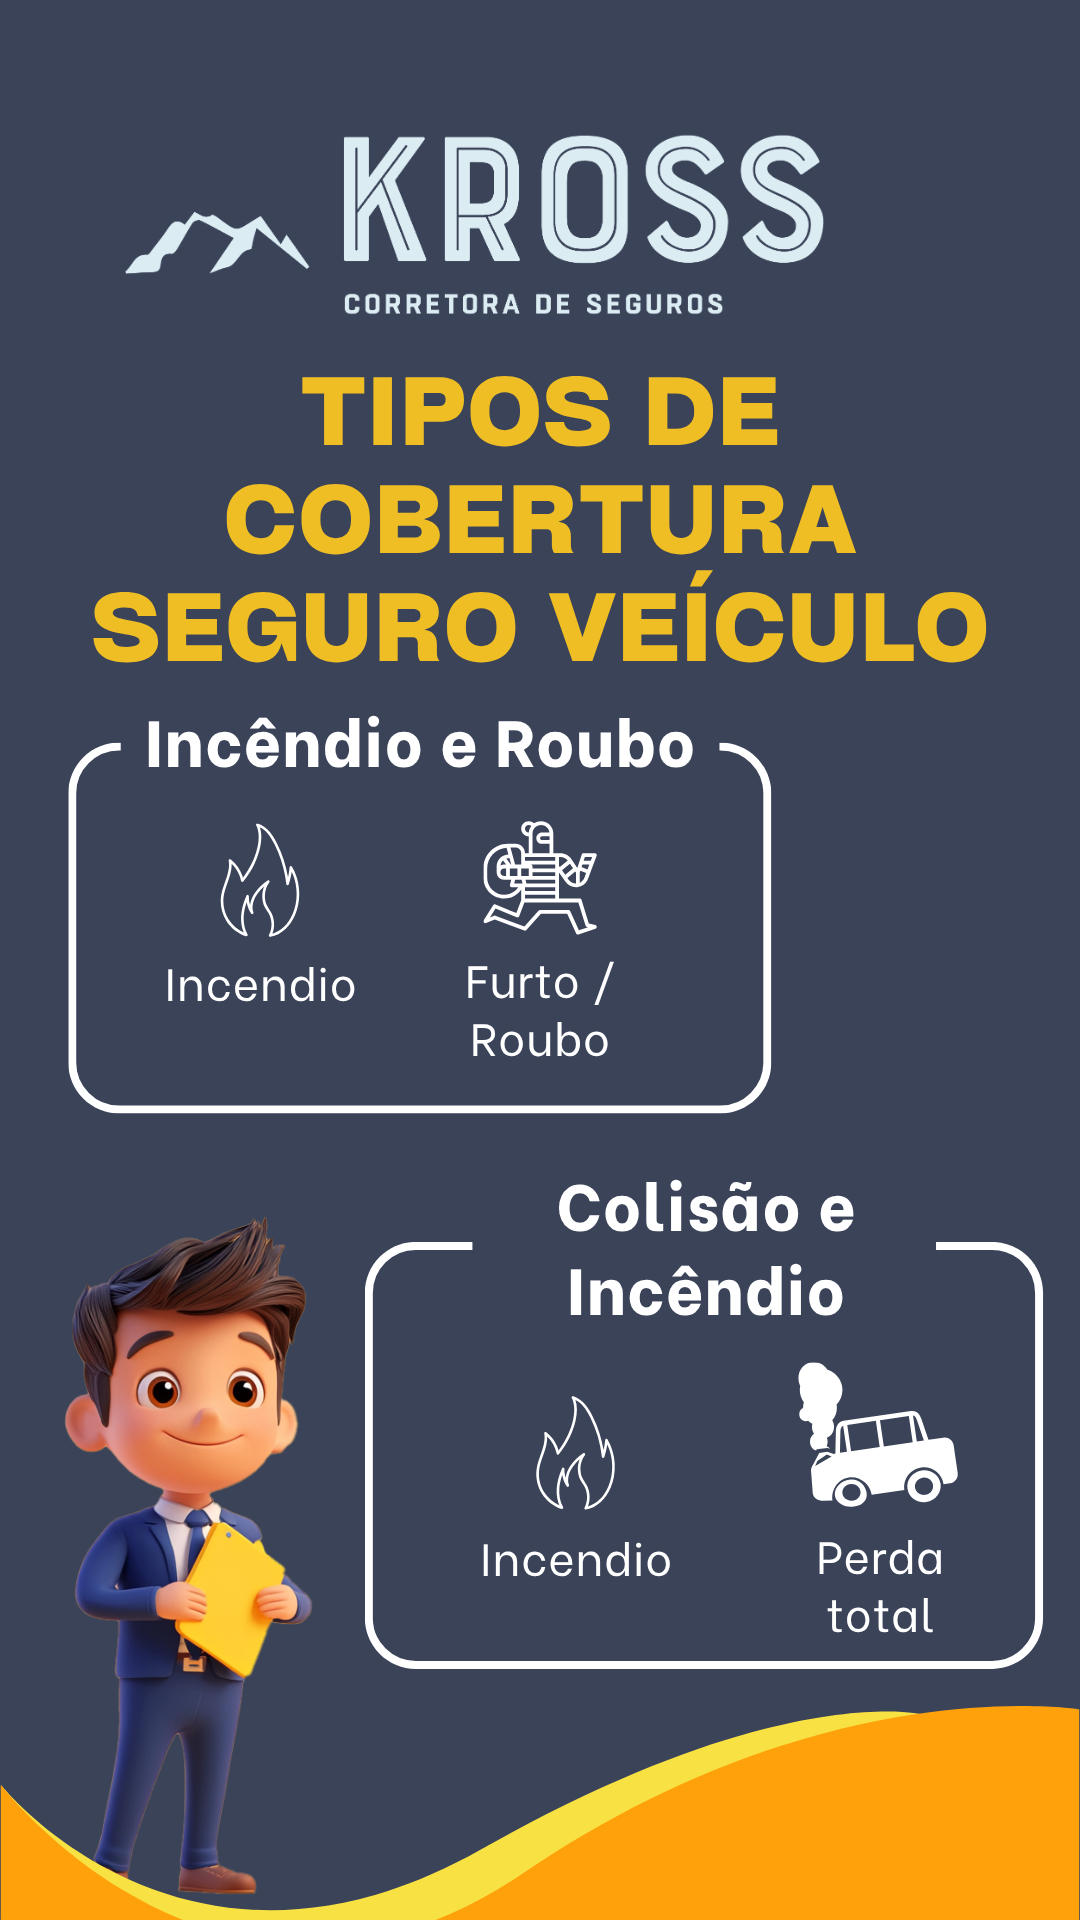 KROSS
CORRETORA DE SEGUROS
TIPOS DE
COBERTURA
SEGURO VEÍCULO
Incêndio e Roubo
Incendio
Furto /
Roubo
Colisão e
Incêndio
Incendio
Perda
total